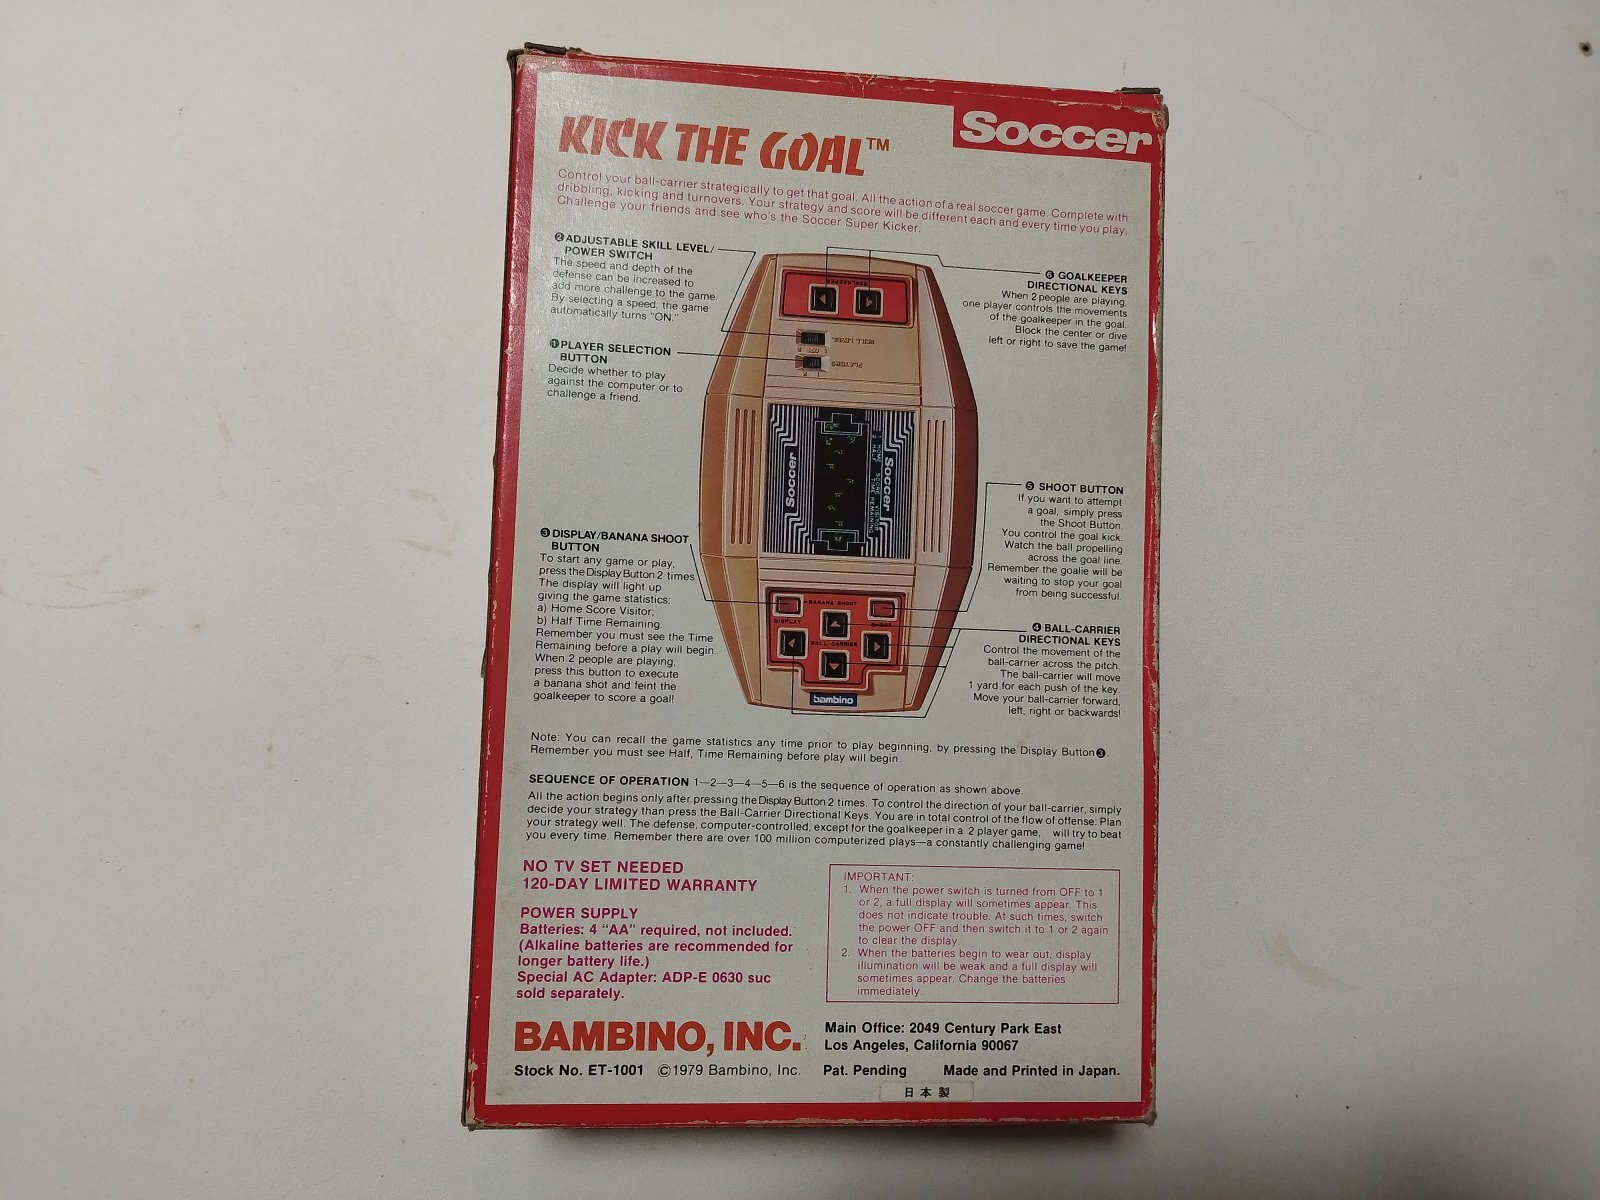 KICK THE GOAL™
Soccer
Control your ball-carrier strategically to get that goal. All the action of a real soccer game. Complete with
dribbling, kicking and turnovers. Your strategy and score will be different each and every time you play.
Challenge your friends and see who's the Soccer Super Kicker.
❷ADJUSTABLE SKILL LEVEL/
POWER SWITCH
The speed and depth of the
defense can be increased to
add more challenge to the game.
By selecting a speed, the game
automatically turns "ON."
❶PLAYER SELECTION
BUTTON
Decide whether to play
against the computer or to
challenge a friend.
❸DISPLAY/BANANA SHOOT
BUTTON
To start any game or play,
press the Display Button 2 times
The display will light up
giving the game statistics:
a) Home Score Visitor;
b) Half Time Remaining.
Remember you must see the Time
Remaining before a play will begin.
When 2 people are playing,
press this button to execute
a banana shot and feint the
goalkeeper to score a goal!
GOALKEEPER
SKILL LEVEL
1 OFF 2
PLAYERS
1 2
Soccer
Soccer
HOME SCORE VISITOR
HALF TIME REMAINING
BANANA SHOOT
DISPLAY
SHOOT
BALL CARRIER
bambino
❻ GOALKEEPER
DIRECTIONAL KEYS
When 2 people are playing,
one player controls the movements
of the goalkeeper in the goal.
Block the center or dive
left or right to save the game!
❺ SHOOT BUTTON
If you want to attempt
a goal, simply press
the Shoot Button.
You control the goal kick.
Watch the ball propelling
across the goal line.
Remember the goalie will be
waiting to stop your goal
from being successful.
❹ BALL-CARRIER
DIRECTIONAL KEYS
Control the movement of the
ball-carrier across the pitch.
The ball-carrier will move
1 yard for each push of the key.
Move your ball-carrier forward,
left, right or backwards!
Note: You can recall the game statistics any time prior to play beginning, by pressing the Display Button❸.
Remember you must see Half, Time Remaining before play will begin.
SEQUENCE OF OPERATION 1—2—3—4—5—6 is the sequence of operation as shown above.
All the action begins only after pressing the Display Button 2 times. To control the direction of your ball-carrier, simply
decide your strategy than press the Ball-Carrier Directional Keys. You are in total control of the flow of offense. Plan
your strategy well. The defense, computer-controlled, except for the goalkeeper in a 2 player game, will try to beat
you every time. Remember there are over 100 million computerized plays—a constantly challenging game!
NO TV SET NEEDED
120-DAY LIMITED WARRANTY
POWER SUPPLY
Batteries: 4 "AA" required, not included.
(Alkaline batteries are recommended for
longer battery life.)
Special AC Adapter: ADP-E 0630 suc
sold separately.
IMPORTANT:
1. When the power switch is turned from OFF to 1
or 2, a full display will sometimes appear. This
does not indicate trouble. At such times, switch
the power OFF and then switch it to 1 or 2 again
to clear the display.
2. When the batteries begin to wear out, display
illumination will be weak and a full display will
sometimes appear. Change the batteries
immediately.
BAMBINO, INC.
Main Office: 2049 Century Park East
Los Angeles, California 90067
Stock No. ET-1001 ©1979 Bambino, Inc. Pat. Pending Made and Printed in Japan.
日本製